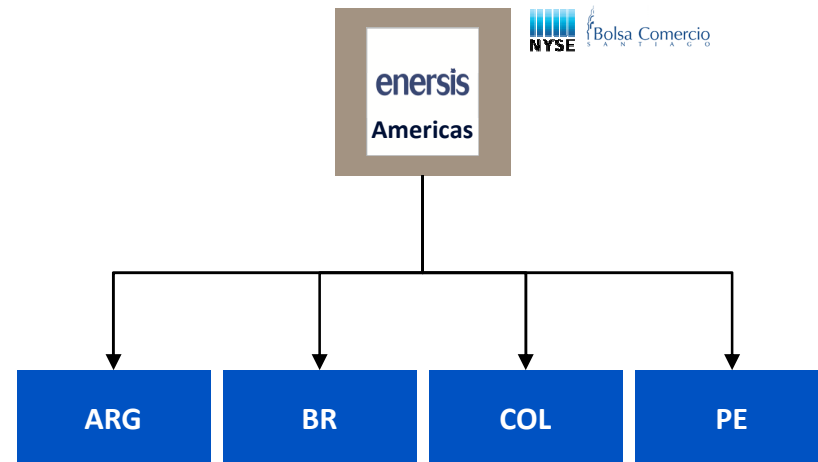 NYSE
Bolsa Comercio
SANTIAGO
enersis
Americas
ARG
BR
COL
PE